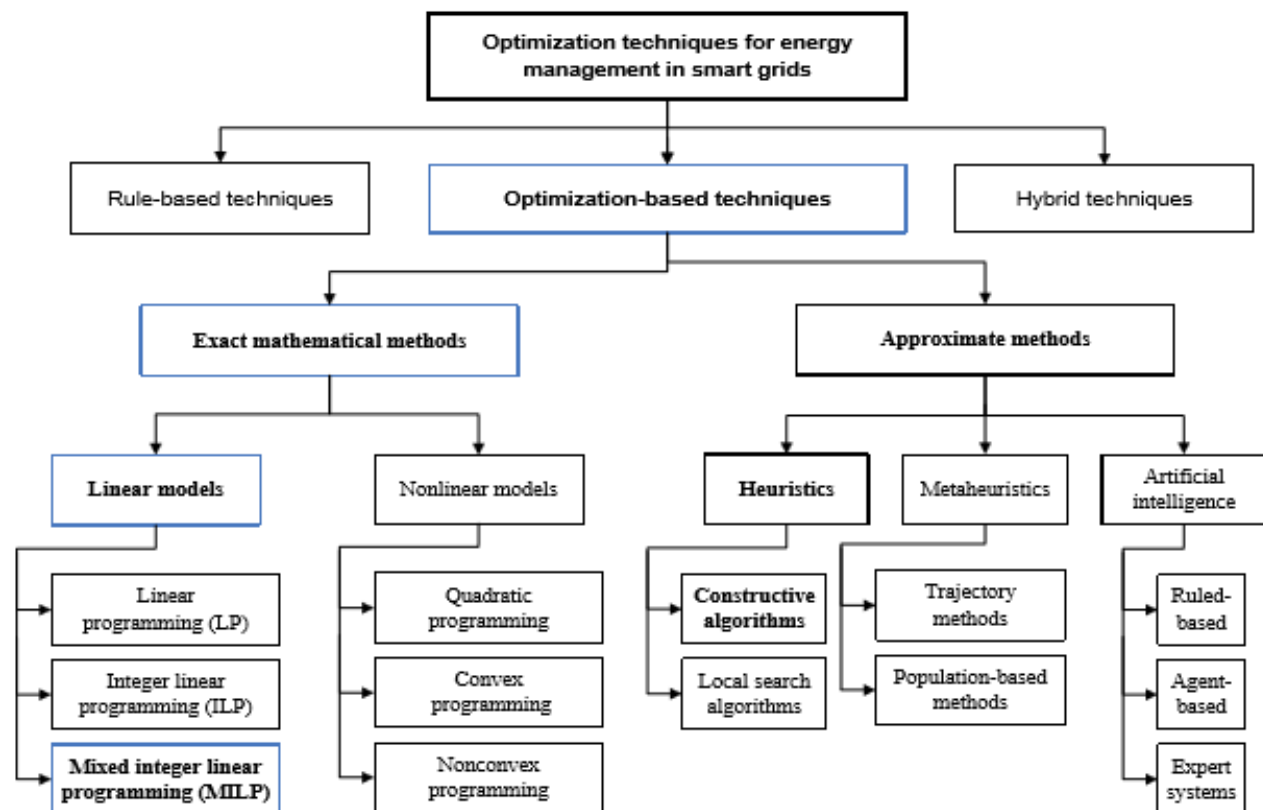 Optimization techniques for energy
management in smart grids
Rule-based techniques
Optimization-based techniques
Hybrid techniques
Exact mathematical methods
Approximate methods
Linear models
Nonlinear models
Heuristics
Metaheuristics
Artificial
intelligence
Linear
programming (LP)
Integer linear
programming (ILP)
Mixed integer linear
programming (MILP)
Quadratic
programming
Convex
programming
Nonconvex
programming
Constructive
algorithms
Local search
algorithms
Trajectory
methods
Population-based
methods
Ruled-
based
Agent-
based
Expert
systems